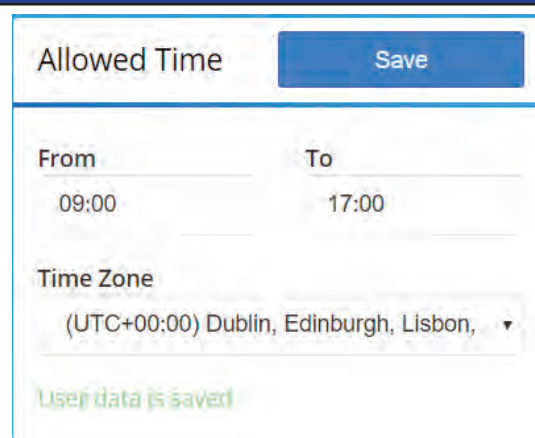 Allowed Time Save
From To
09:00 17:00
Time Zone
(UTC+00:00) Dublin, Edinburgh, Lisbon,
User data is saved